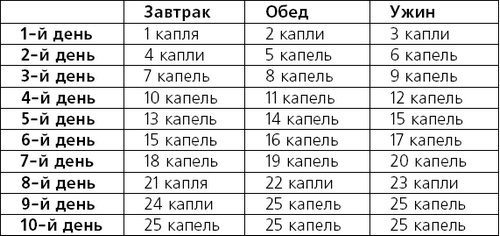 Завтрак Обед Ужин
1-й день 1 капля 2 капли 3 капли
2-й день 4 капли 5 капель 6 капель
3-й день 7 капель 8 капель 9 капель
4-й день 10 капель 11 капель 12 капель
5-й день 13 капель 14 капель 15 капель
6-й день 15 капель 16 капель 17 капель
7-й день 18 капель 19 капель 20 капель
8-й день 21 капля 22 капли 23 капли
9-й день 24 капли 25 капель 25 капель
10-й день 25 капель 25 капель 25 капель